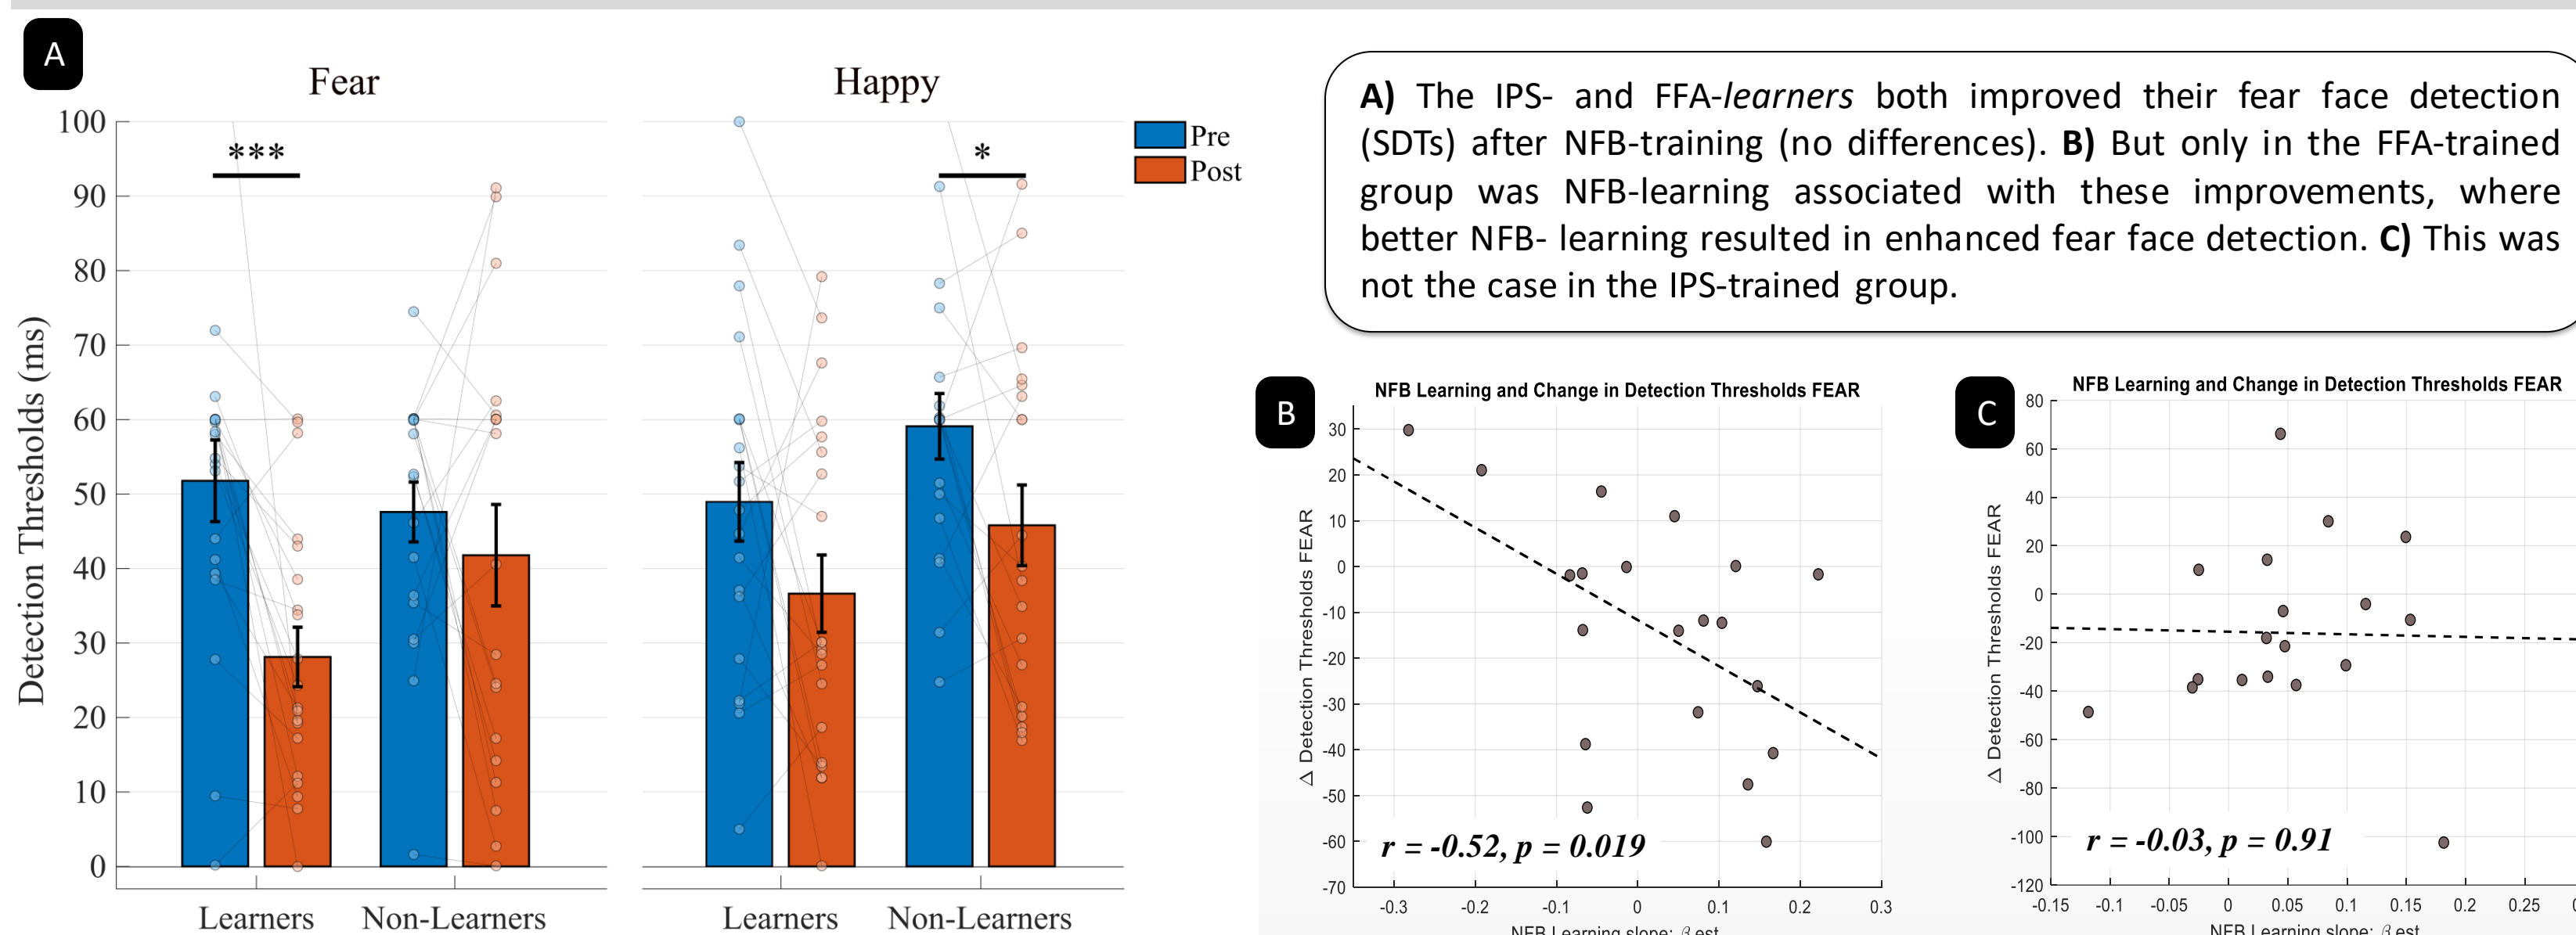 A
Fear
Happy
***
*
Pre
Post
Detection Thresholds (ms)
100
90
80
70
60
50
40
30
20
10
0
Learners
Non-Learners
Learners
Non-Learners
A) The IPS- and FFA-learners both improved their fear face detection
(SDTs) after NFB-training (no differences). B) But only in the FFA-trained
group was NFB-learning associated with these improvements, where
better NFB- learning resulted in enhanced fear face detection. C) This was
not the case in the IPS-trained group.
B
NFB Learning and Change in Detection Thresholds FEAR
Δ Detection Thresholds FEAR
30
20
10
0
-10
-20
-30
-40
-50
-60
-70
r = -0.52, p = 0.019
-0.3 -0.2 -0.1 0 0.1 0.2 0.3
NFB Learning slope: β est
C
NFB Learning and Change in Detection Thresholds FEAR
Δ Detection Thresholds FEAR
80
60
40
20
0
-20
-40
-60
-80
-100
-120
r = -0.03, p = 0.91
-0.15 -0.1 -0.05 0 0.05 0.1 0.15 0.2 0.25
NFB Learning slope: β est